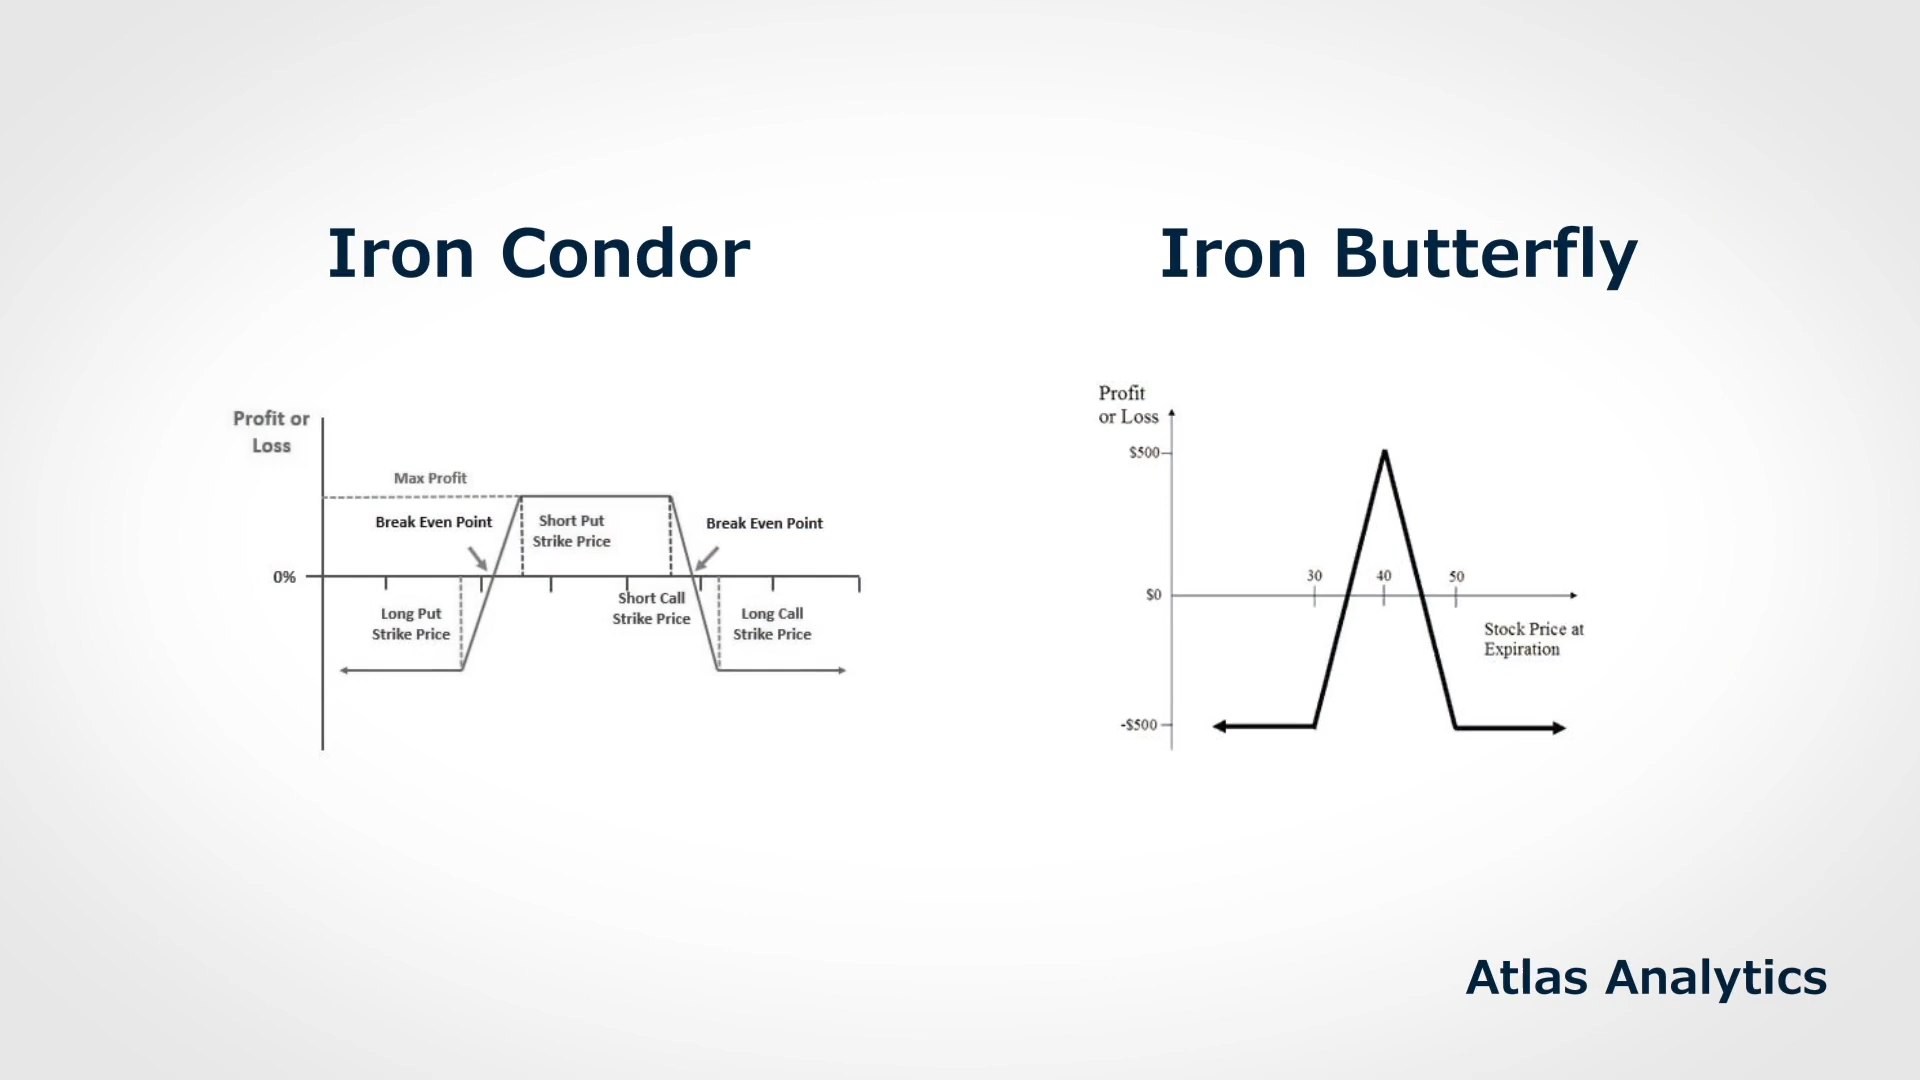 Iron Condor
Profit or
Loss
Max Profit
Break Even Point
Short Put
Strike Price
Break Even Point
0%
Long Put
Strike Price
Short Call
Strike Price
Long Call
Strike Price
Iron Butterfly
Profit
or Loss
$500
30 40 50
$0
Stock Price at
Expiration
-$500
Atlas Analytics